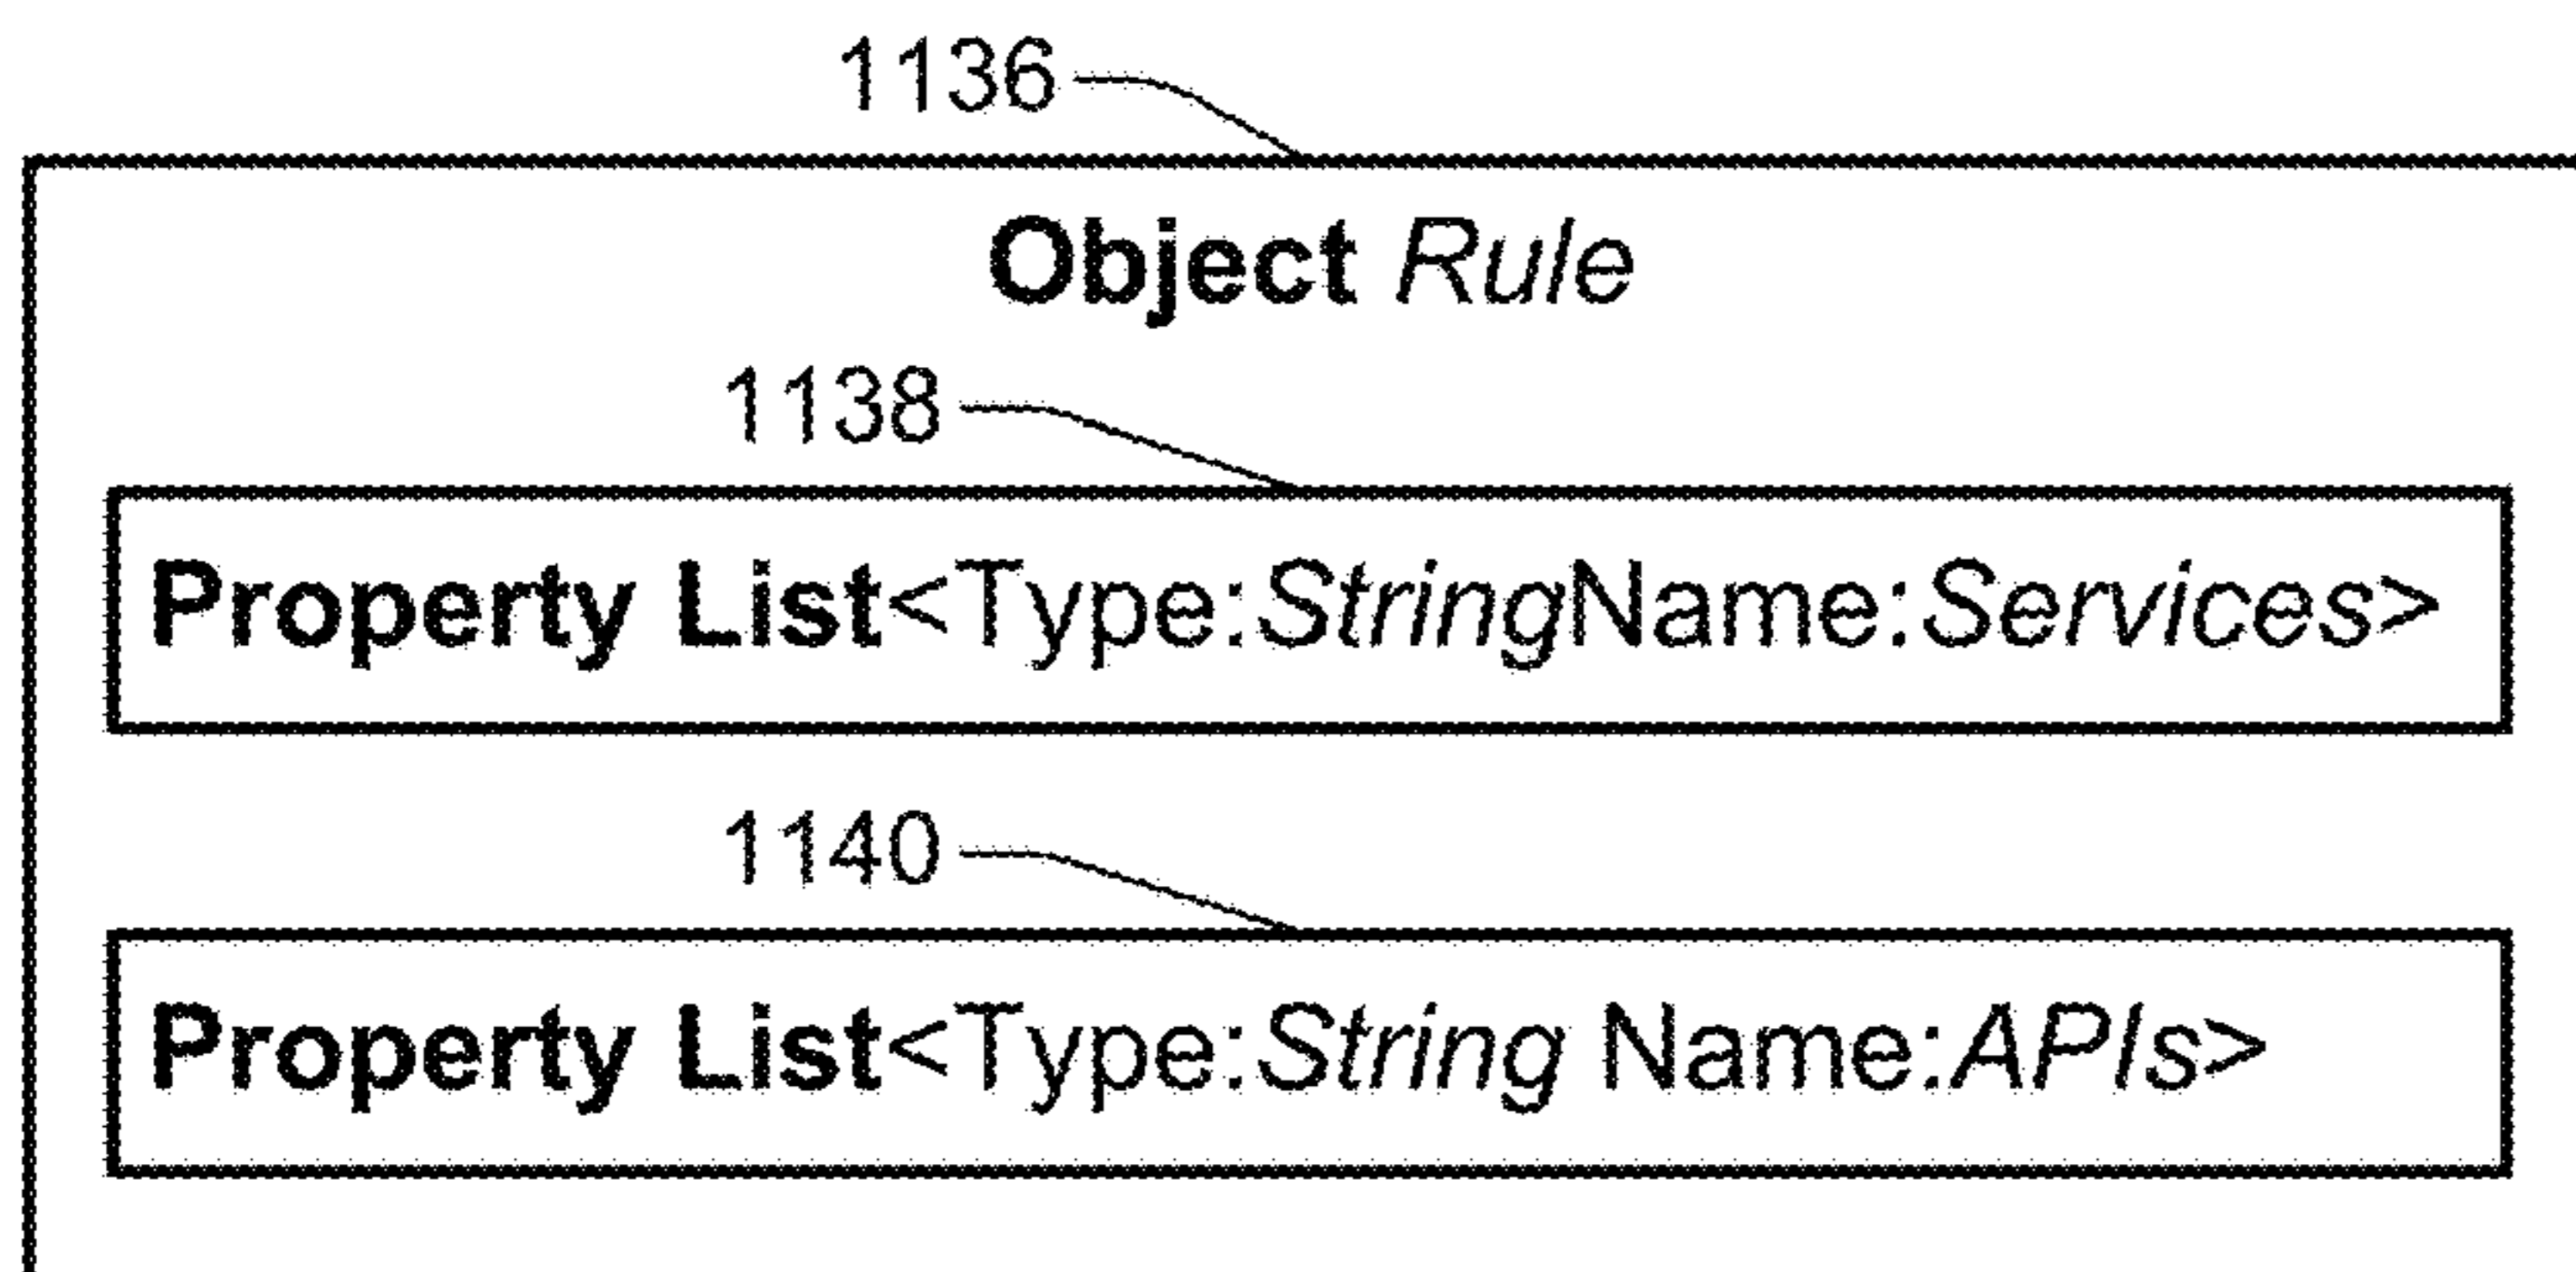 1136
Object Rule
1138
Property List<Type:StringName:Services>
1140
Property List<Type:String Name:APIs>